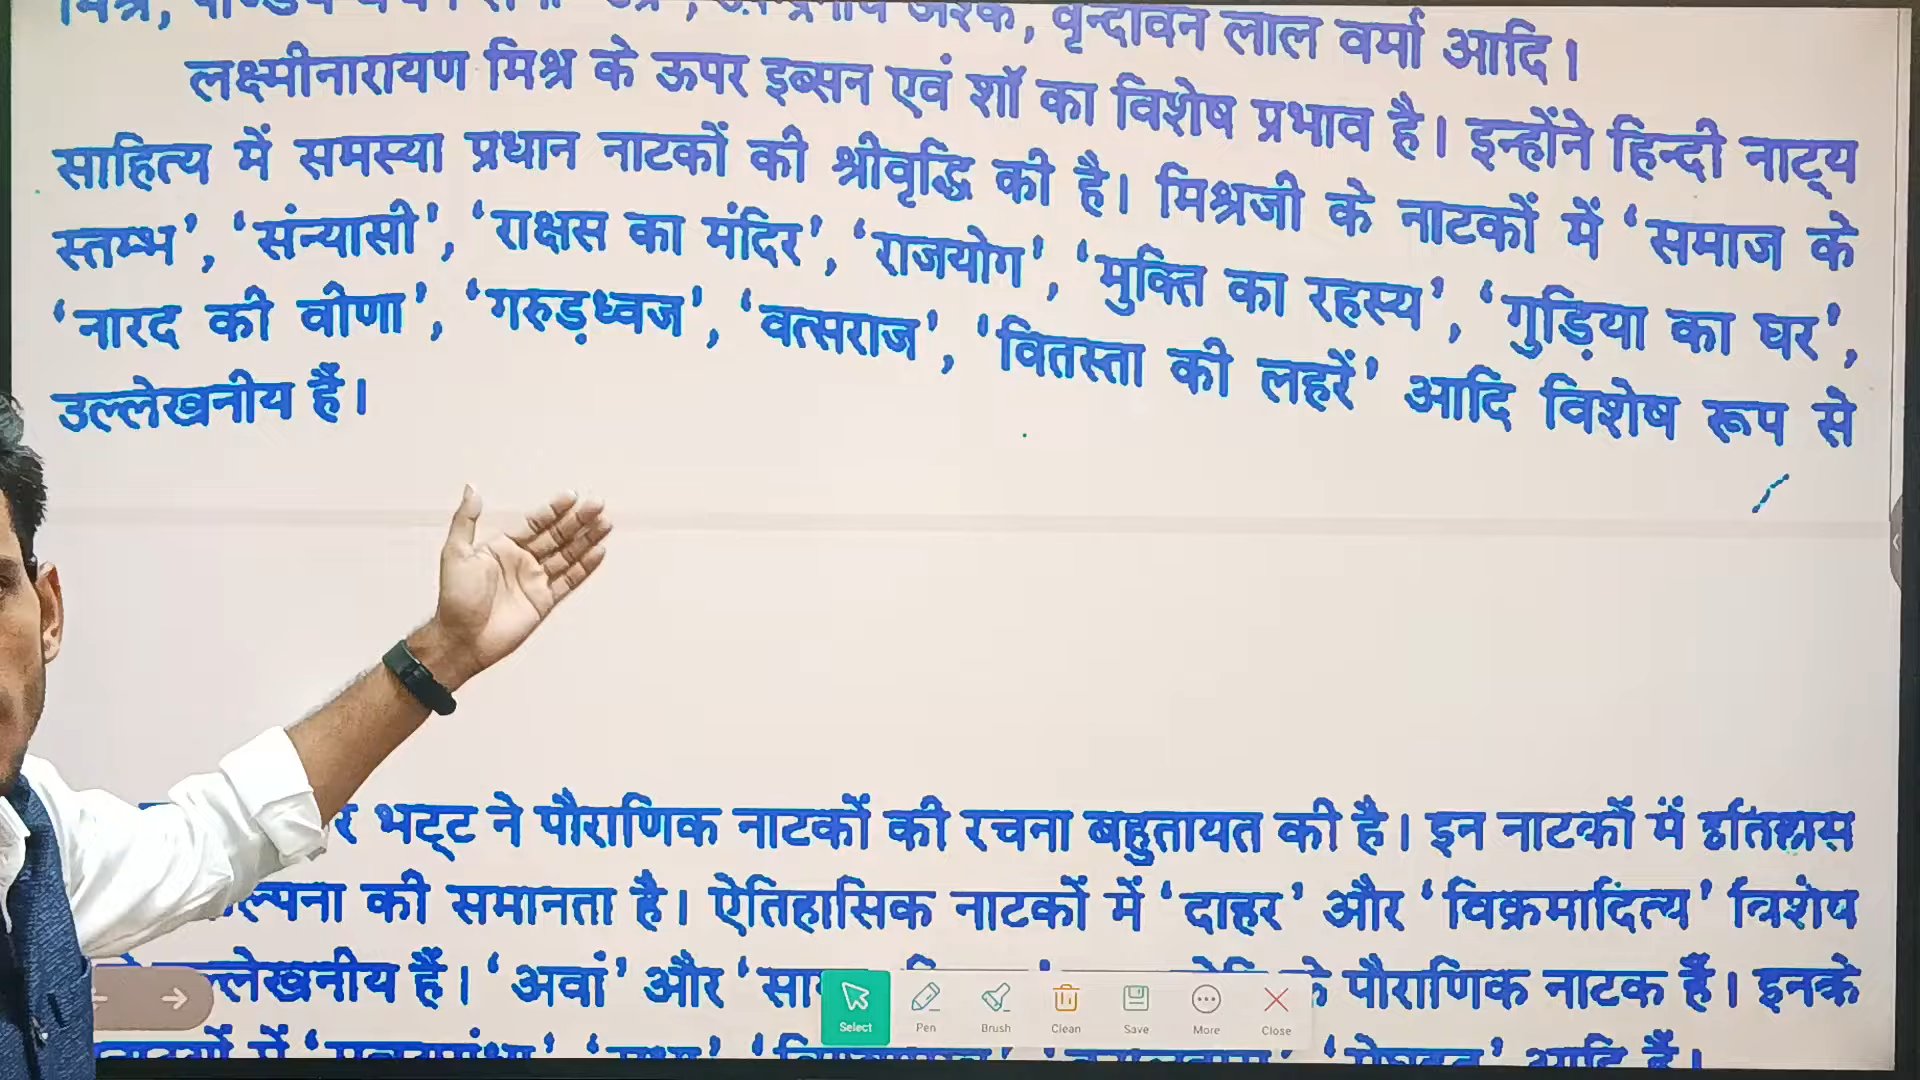 वृन्दावन लाल वर्मा आदि।
लक्ष्मीनारायण मिश्र के ऊपर इब्सन एवं शॉ का विशेष प्रभाव है। इन्होंने हिन्दी नाट्य
साहित्य में समस्या प्रधान नाटकों की श्रीवृद्धि की है। मिश्रजी के नाटकों में ‘समाज के
स्तम्भ’, ‘संन्यासी’, ‘राक्षस का मंदिर’, ‘राजयोग’, ‘मुक्ति का रहस्य’, ‘गुड़िया का घर’,
‘नारद की वीणा’, ‘गरुड़ध्वज’, ‘वत्सराज’, ‘वितस्ता की लहरें’ आदि विशेष रूप से
उल्लेखनीय हैं।
भट्ट ने पौराणिक नाटकों की रचना बहुतायत की है। इन नाटकों में इतिहास
की समानता है। ऐतिहासिक नाटकों में ‘दाहर’ और ‘विक्रमादित्य’ विशेष
हैं। ‘अवां’ और पौराणिक नाटक हैं। इनके
आदि हैं।
Select Pen Brush Clean Save More Close